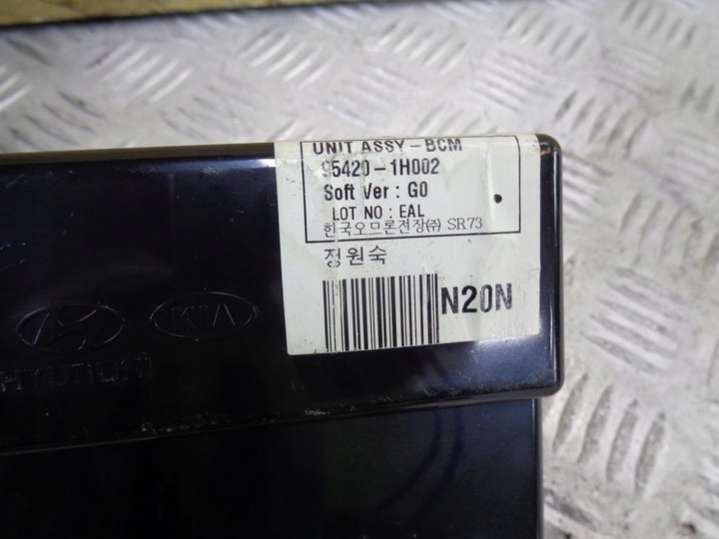 UNIT ASSY-BCM
95420-1H002
Soft Ver : G0
LOT NO : EAL
한국오므론전장㈜ SR73
정원숙
N20N
KIA